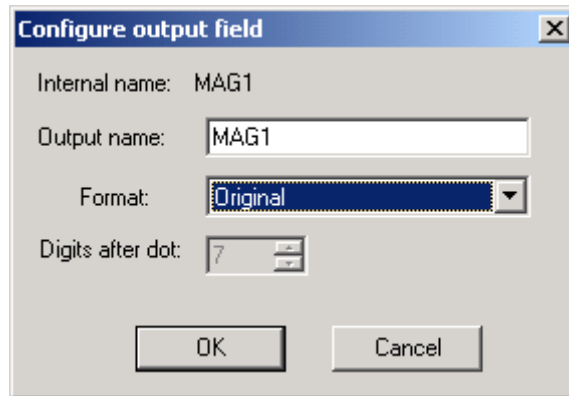 Configure output field
Internal name: MAG1
Output name: MAG1
Format: Original
Digits after dot: 7
OK Cancel